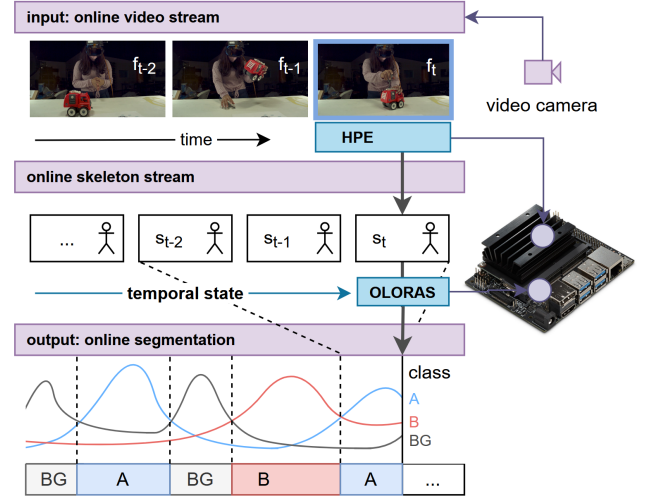 input: online video stream
f_t-2
f_t-1
f_t
video camera
time
HPE
online skeleton stream
...
s_t-2
s_t-1
s_t
temporal state
OLORAS
output: online segmentation
class
A
B
BG
BG
A
BG
B
A
...